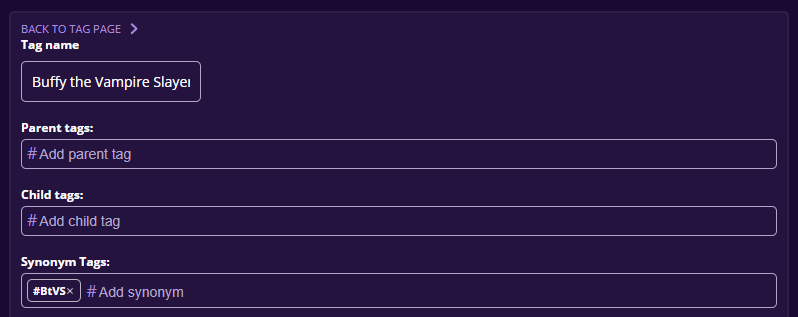 BACK TO TAG PAGE
Tag name
Buffy the Vampire Slayer
Parent tags:
# Add parent tag
Child tags:
# Add child tag
Synonym Tags:
#BtVS× # Add synonym